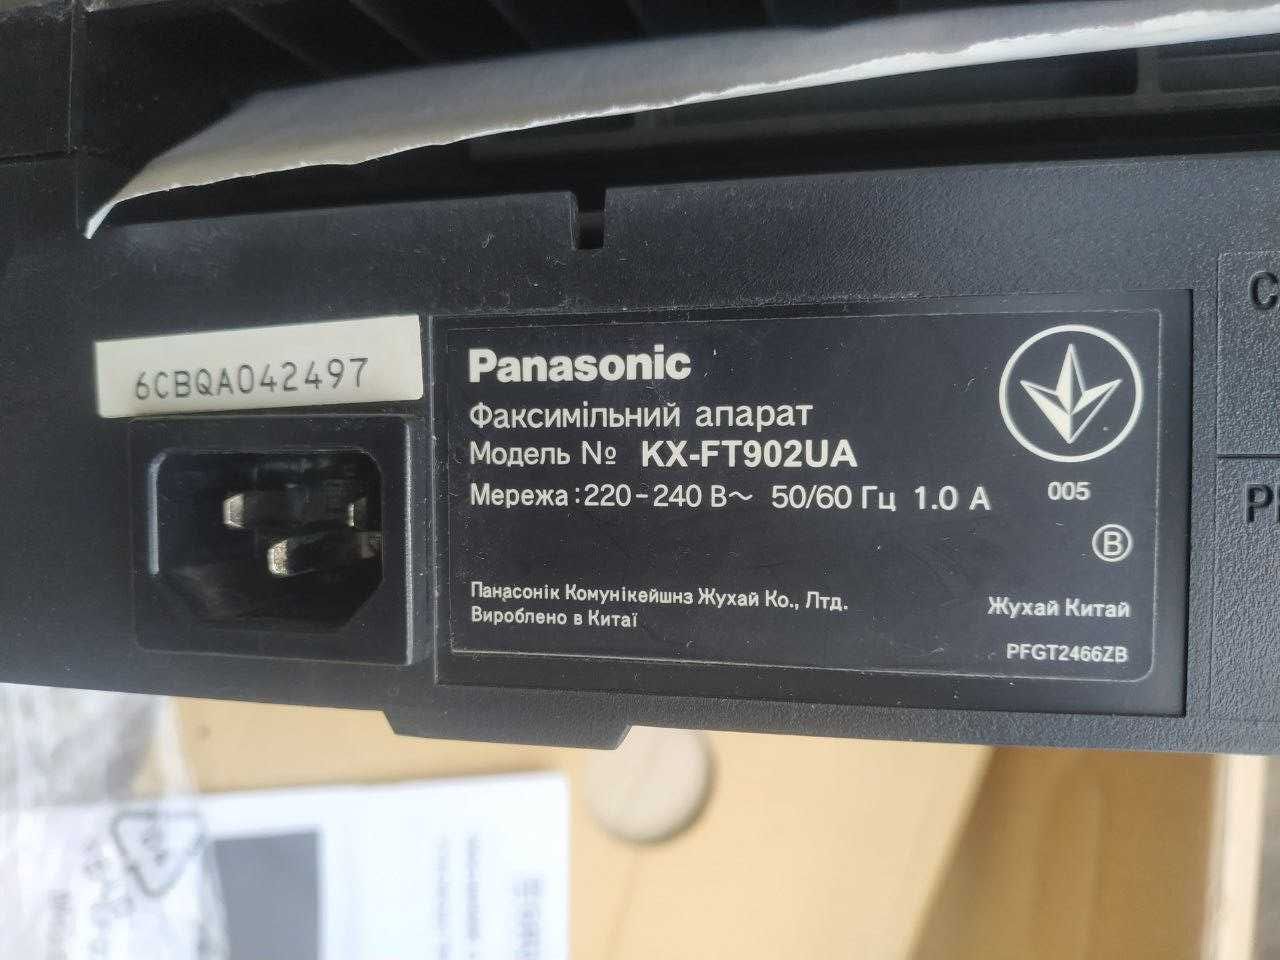 6CBQA042497
Panasonic
Факсимільний апарат
Модель № KX-FT902UA
Мережа : 220 - 240 В~ 50/60 Гц 1.0 А
005
B
Панасонік Комунікейшнз Жухай Ко., Лтд.
Вироблено в Китаї
Жухай Китай
PFGT2466ZB